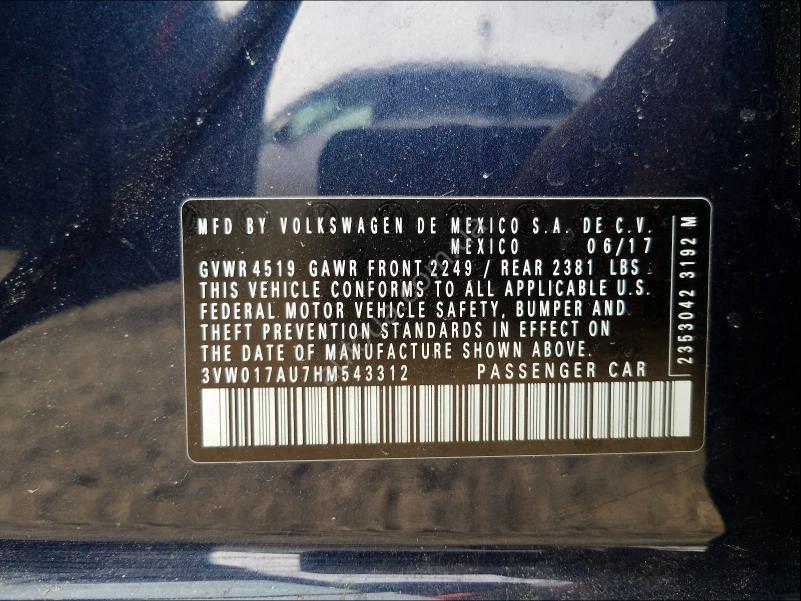 MFD BY VOLKSWAGEN DE MEXICO S.A. DE C.V.
MEXICO 06/17
GVWR 4519 GAWR FRONT 2249 / REAR 2381 LBS
THIS VEHICLE CONFORMS TO ALL APPLICABLE U.S.
FEDERAL MOTOR VEHICLE SAFETY, BUMPER AND
THEFT PREVENTION STANDARDS IN EFFECT ON
THE DATE OF MANUFACTURE SHOWN ABOVE.
3VW017AU7HM543312 PASSENGER CAR
2353042 3192 M